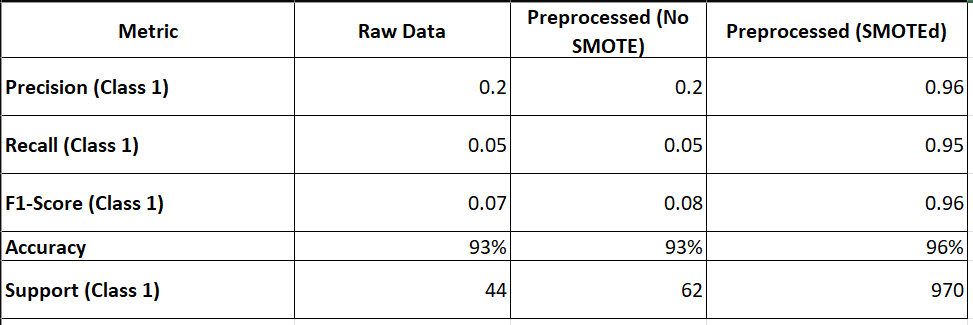 Metric Raw Data Preprocessed (No SMOTE) Preprocessed (SMOTEd)
Precision (Class 1) 0.2 0.2 0.96
Recall (Class 1) 0.05 0.05 0.95
F1-Score (Class 1) 0.07 0.08 0.96
Accuracy 93% 93% 96%
Support (Class 1) 44 62 970